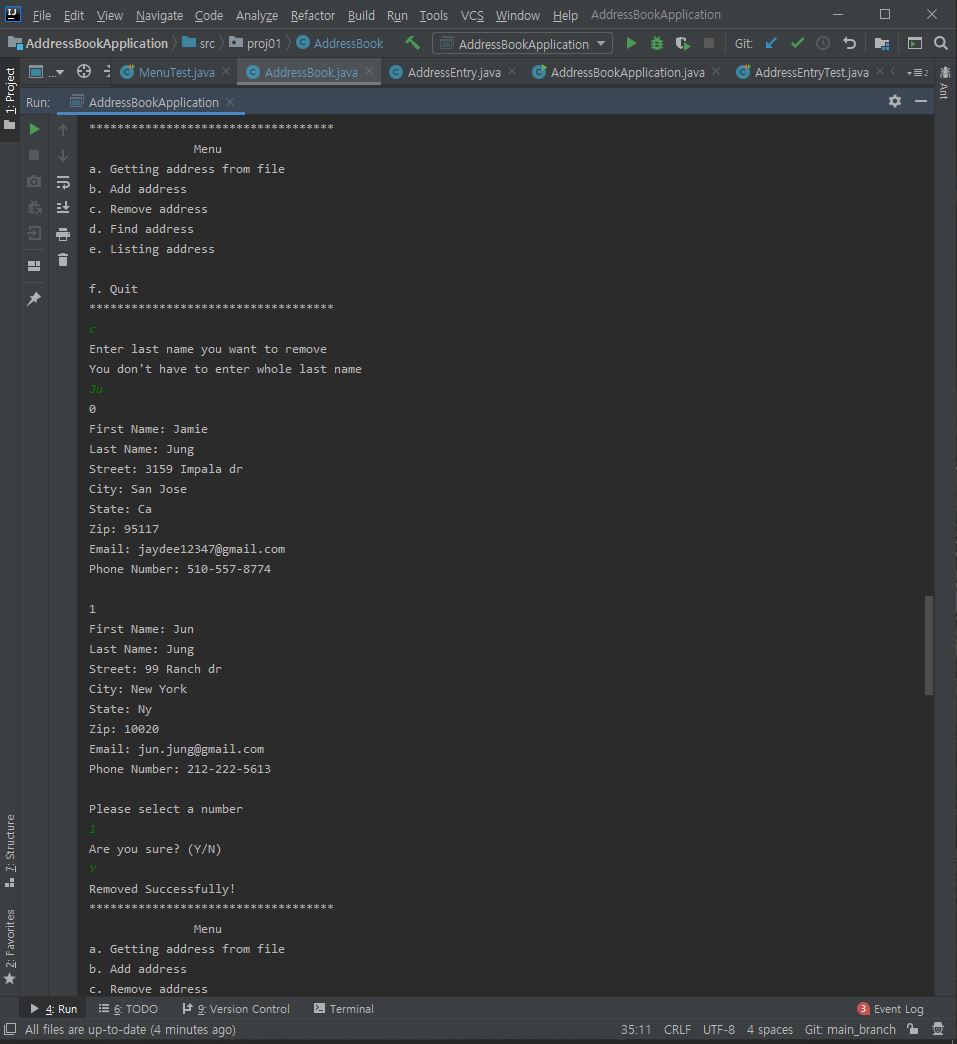 File Edit View Navigate Code Analyze Refactor Build Run Tools VCS Window Help AddressBookApplication
AddressBookApplication src proj01 AddressBook AddressBookApplication Git:
1: Project ... MenuTest.java AddressBook.java AddressEntry.java AddressBookApplication.java AddressEntryTest.java 2 Ant
Run: AddressBookApplication
***********************************
Menu
a. Getting address from file
b. Add address
c. Remove address
d. Find address
e. Listing address
f. Quit
***********************************
c
Enter last name you want to remove
You don't have to enter whole last name
Ju
0
First Name: Jamie
Last Name: Jung
Street: 3159 Impala dr
City: San Jose
State: Ca
Zip: 95117
Email: jaydee12347@gmail.com
Phone Number: 510-557-8774
1
First Name: Jun
Last Name: Jung
Street: 99 Ranch dr
City: New York
State: Ny
Zip: 10020
Email: jun.jung@gmail.com
Phone Number: 212-222-5613
Please select a number
1
Are you sure? (Y/N)
Y
Removed Successfully!
***********************************
Menu
a. Getting address from file
b. Add address
c. Remove address
7: Structure
2: Favorites
4: Run 6: TODO 9: Version Control Terminal 3 Event Log
All files are up-to-date (4 minutes ago) 35:11 CRLF UTF-8 4 spaces Git: main_branch